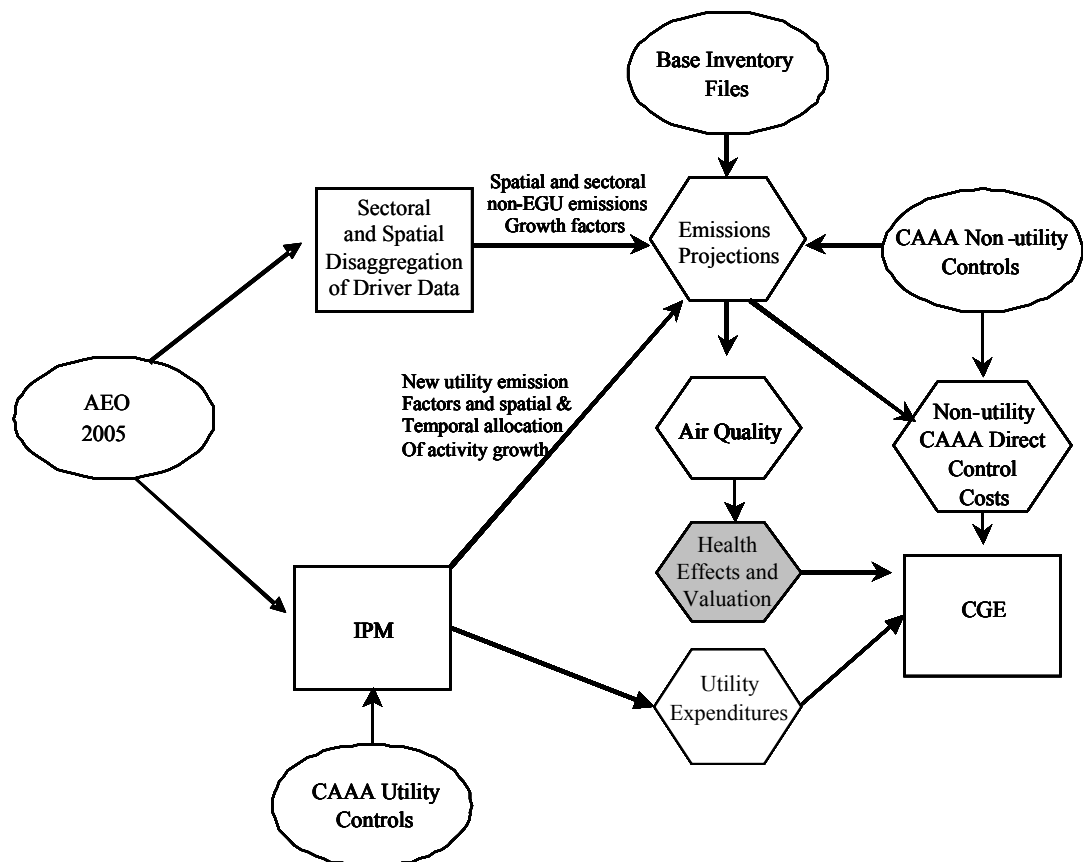 Base Inventory
Files
Spatial and sectoral
non-EGU emissions
Growth factors
Sectoral
and Spatial
Disaggregation
of Driver Data
Emissions
Projections
CAAA Non -utility
Controls
AEO
2005
New utility emission
Factors and spatial &
Temporal allocation
Of activity growth
Air Quality
Non-utility
CAAA Direct
Control
Costs
Health
Effects and
Valuation
IPM
CGE
Utility
Expenditures
CAAA Utility
Controls